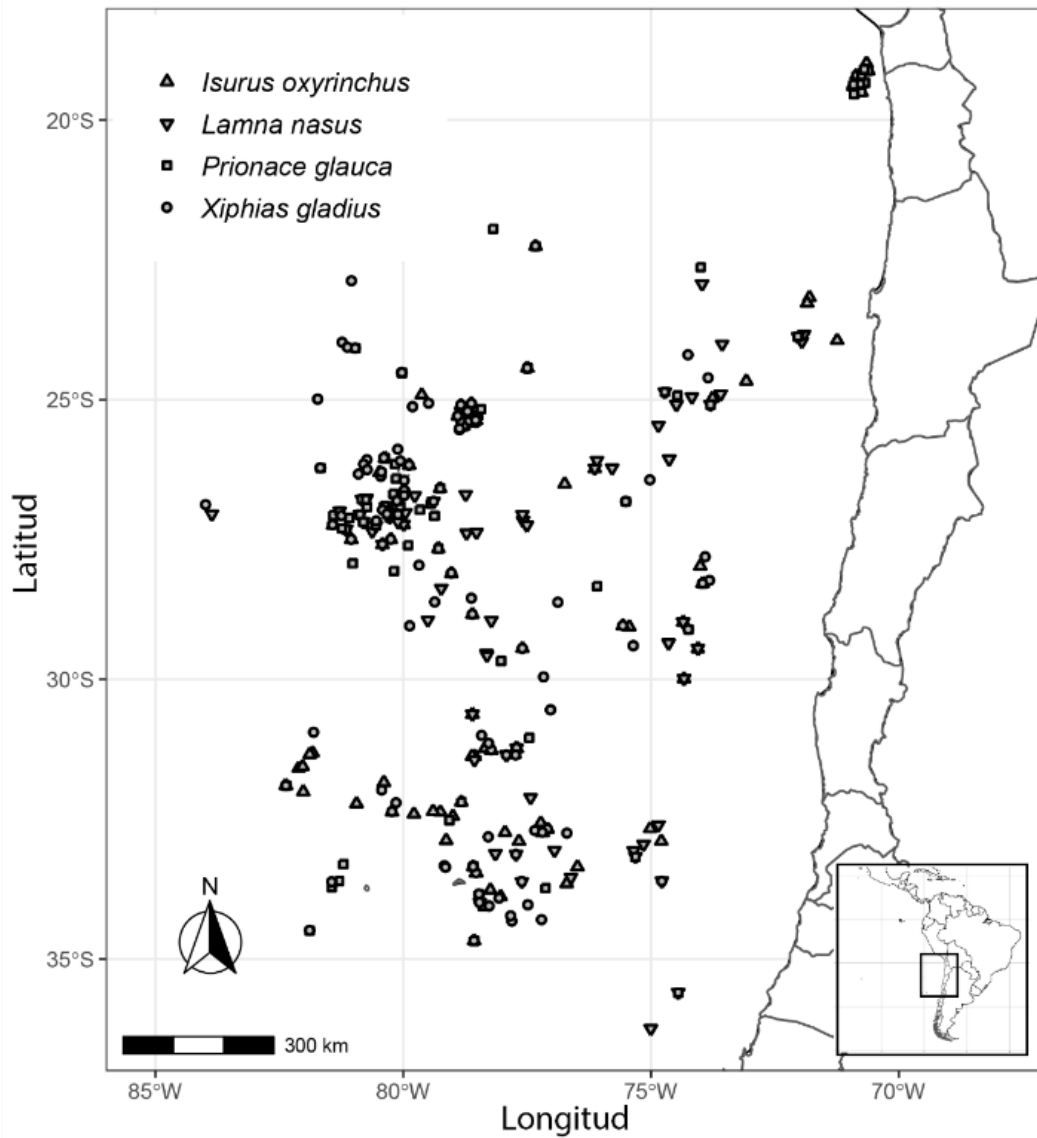 Isurus oxyrinchus
Lamna nasus
Prionace glauca
Xiphias gladius
20°S
25°S
30°S
35°S
Latitud
N
300 km
85°W
80°W
75°W
70°W
Longitud